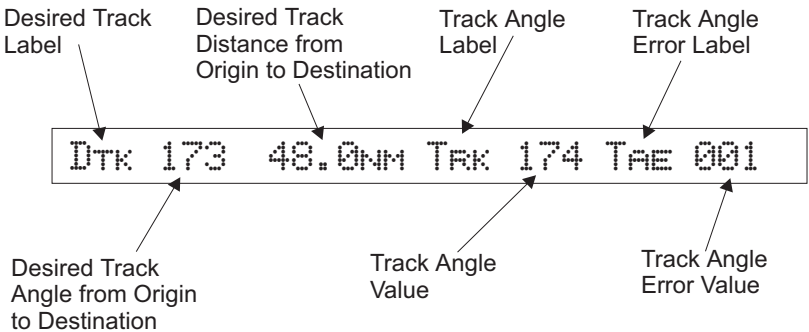 Desired Track
Label
Desired Track
Distance from
Origin to Destination
Track Angle
Label
Track Angle
Error Label
DTK 173 48.0NM TRK 174 TAE 001
Desired Track
Angle from Origin
to Destination
Track Angle
Value
Track Angle
Error Value